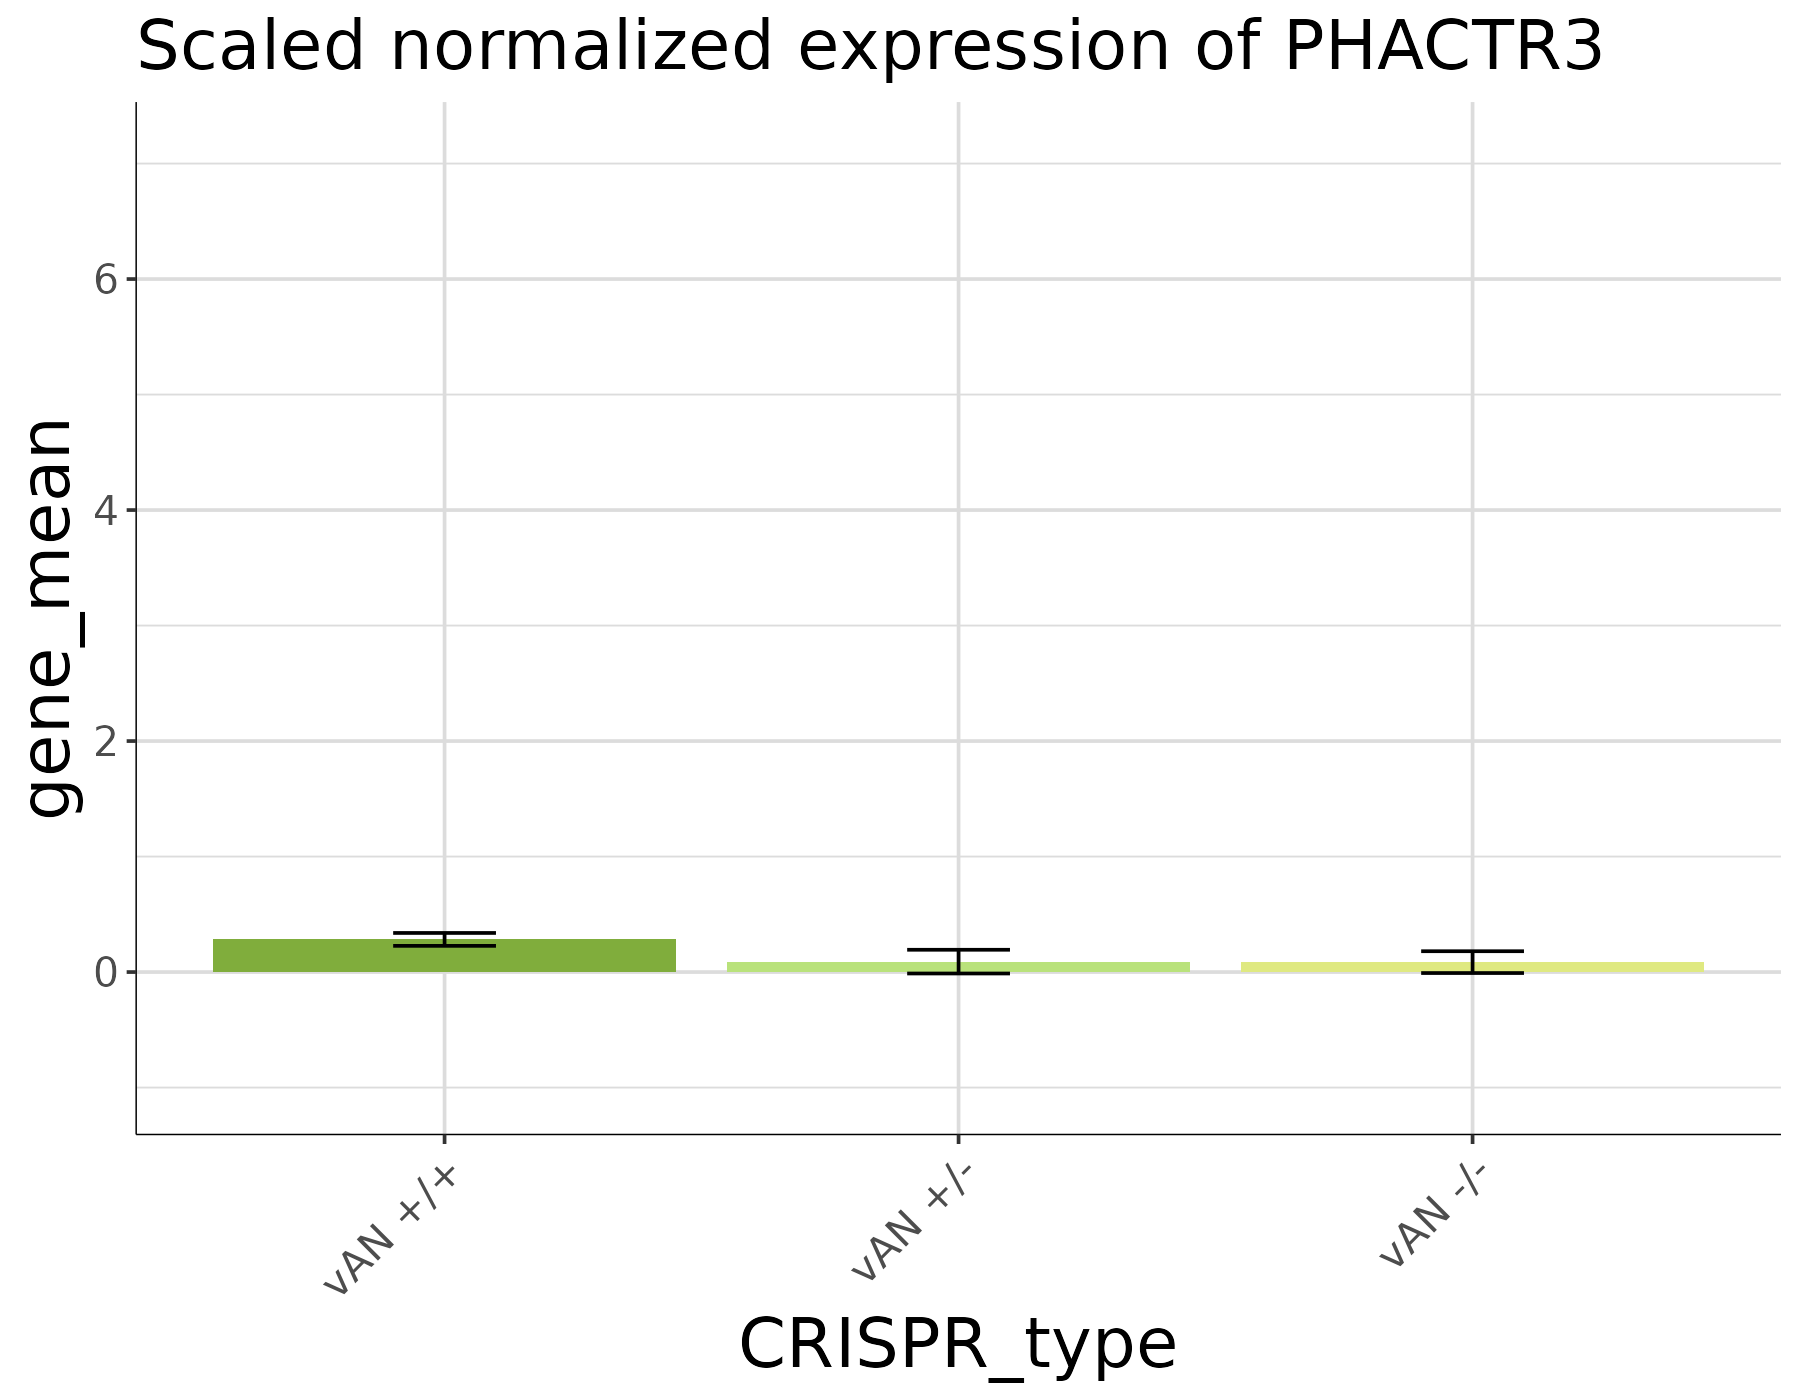 Scaled normalized expression of PHACTR3
gene_mean
6
4
2
0
vAN +/+
vAN +/-
vAN -/-
CRISPR_type